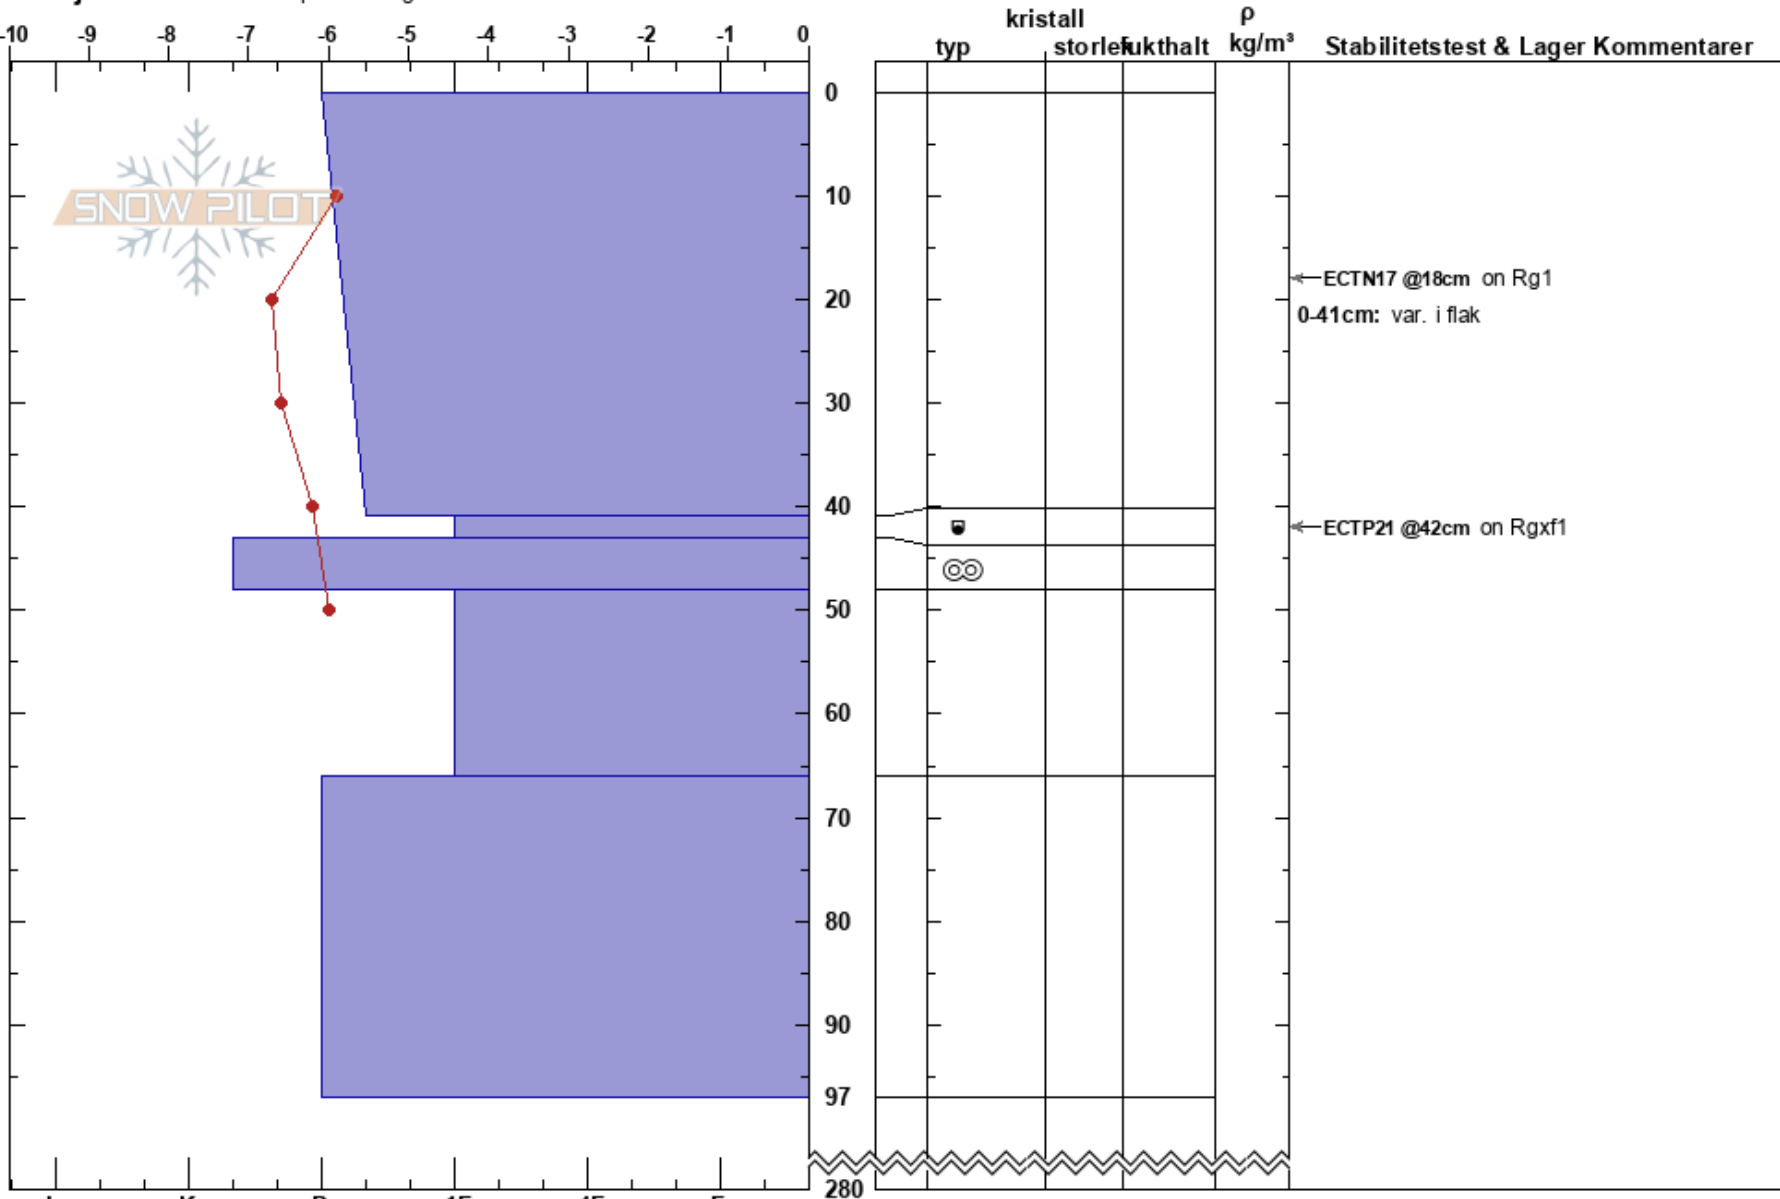 kristall ρ
-10 -9 -8 -7 -6 -5 -4 -3 -2 -1 0
typ storlek fukthalt kg/m³ Stabilitetstest & Lager Kommentarer
0
SNOW PILOT
10
ECTN17 @18cm on Rg1
20
0-41cm: var. i flak
30
40
ECTP21 @42cm on Rgxf1
50
60
70
80
90
97
280